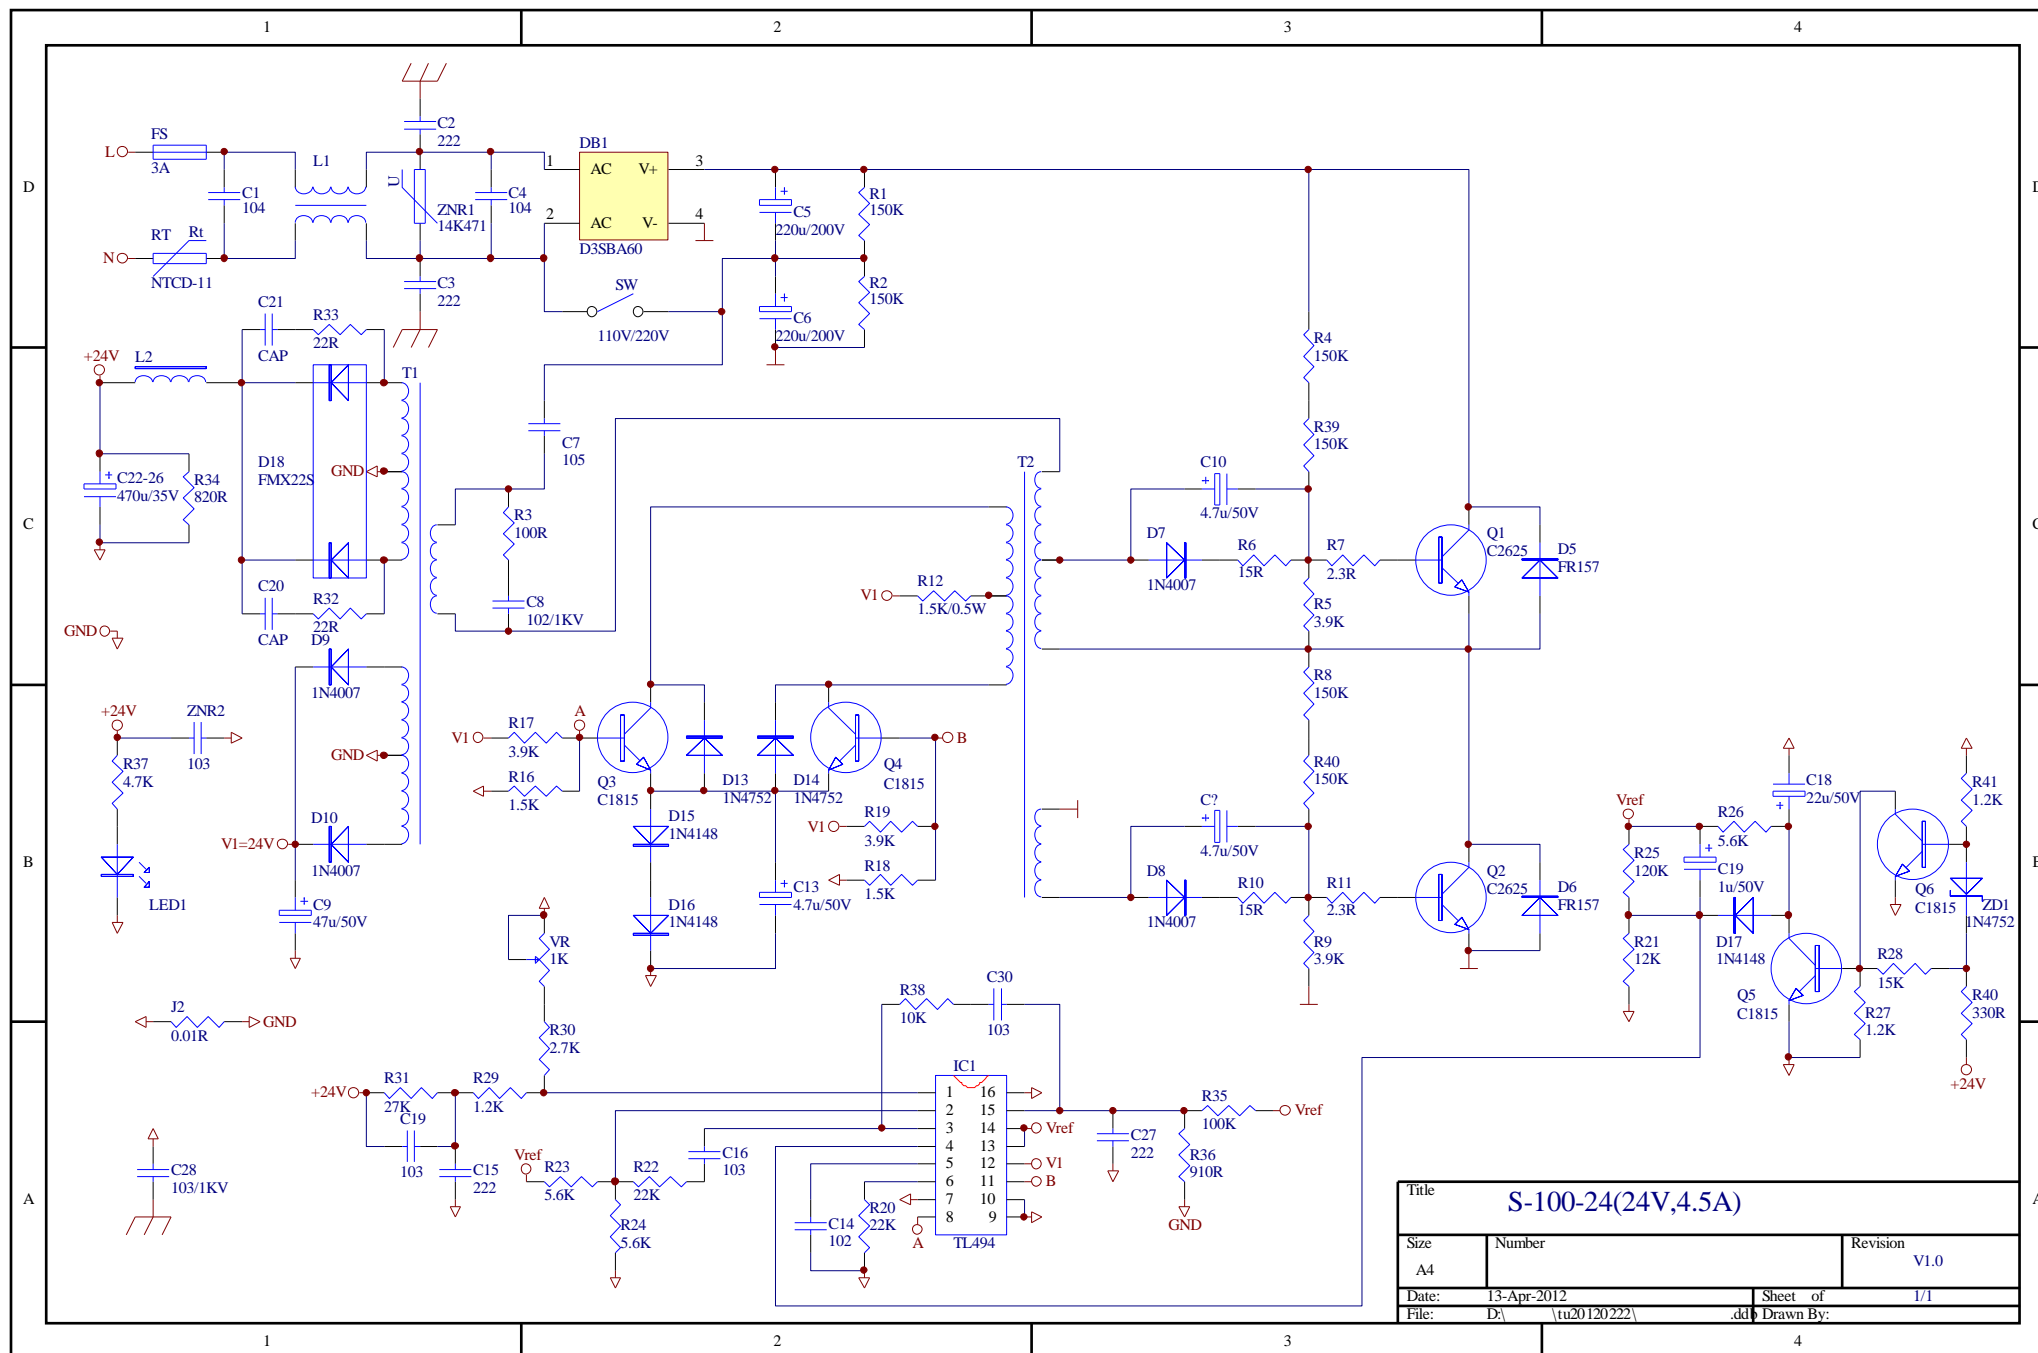 1
2
3
4
D
C
B
A
FS
3A
L
N
RT
Rt
NTCD-11
C1
104
L1
C2
222
U
ZNR1
14K471
C4
104
C3
222
DB1
1
AC
V+
3
2
AC
V-
4
D3SBA60
SW
110V/220V
C5
220u/200V
R1
150K
C6
220u/200V
R2
150K
R4
150K
R39
150K
C21
CAP
R33
22R
+24V
L2
T1
D18
FMX22S
GND
C22-26
470u/35V
R34
820R
C20
CAP
R32
22R
GND
C7
105
R3
100R
C8
102/1KV
D9
1N4007
GND
D10
1N4007
V1=24V
C9
47u/50V
+24V
ZNR2
103
R37
4.7K
LED1
J2
0.01R
GND
C28
103/1KV
T2
V1
R12
1.5K/0.5W
C10
4.7u/50V
D7
1N4007
R6
15R
R7
2.3R
Q1
C2625
D5
FR157
R5
3.9K
R8
150K
R40
150K
C?
4.7u/50V
D8
1N4007
R10
15R
R11
2.3R
Q2
C2625
D6
FR157
R9
3.9K
V1
R17
3.9K
A
R16
1.5K
Q3
C1815
D13
1N4752
D14
1N4752
Q4
C1815
B
V1
R19
3.9K
R18
1.5K
D15
1N4148
D16
1N4148
C13
4.7u/50V
VR
1K
R30
2.7K
+24V
R31
27K
R29
1.2K
C19
103
C15
222
Vref
R23
5.6K
R22
22K
R24
5.6K
C16
103
R38
10K
C30
103
C14
102
R20
22K
A
IC1
1
2
3
4
5
6
7
8
16
15
14
13
12
11
10
9
TL494
Vref
V1
B
C27
222
R35
100K
Vref
R36
910R
GND
Vref
R25
120K
R21
12K
R26
5.6K
C19
1u/50V
D17
1N4148
C18
22u/50V
Q5
C1815
R27
1.2K
R28
15K
Q6
C1815
R41
1.2K
ZD1
1N4752
R40
330R
+24V
Title
S-100-24(24V,4.5A)
Size
A4
Number
Revision
V1.0
Date:
13-Apr-2012
Sheet of
1/1
File:
D:\ \tu20120222\ .ddb
Drawn By:
D
C
B
A
1
2
3
4